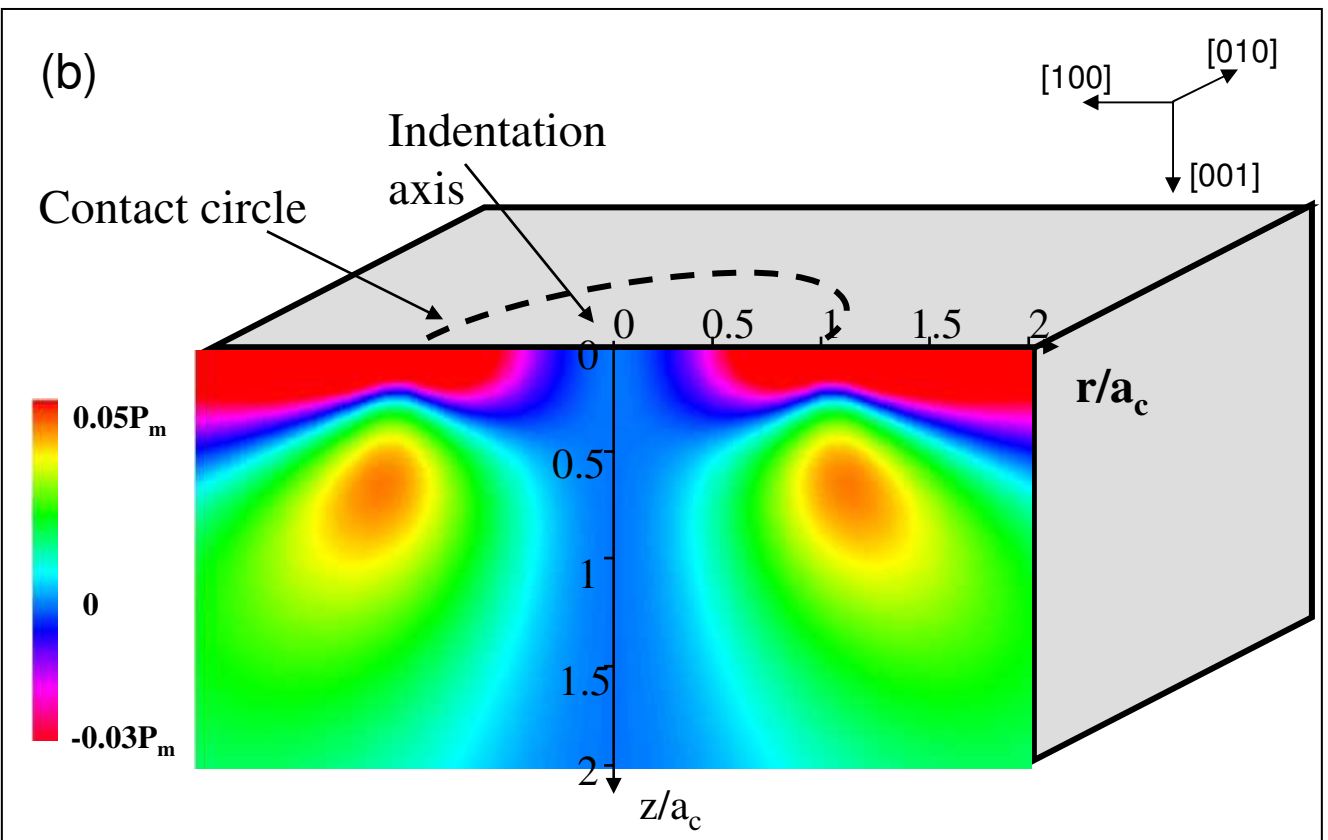 (b)
[010]
[100]
[001]
Indentation
axis
Contact circle
0 0.5 1 1.5 2
r/ac
0
0.5
1
1.5
2
z/ac
0.05Pm
0
-0.03Pm